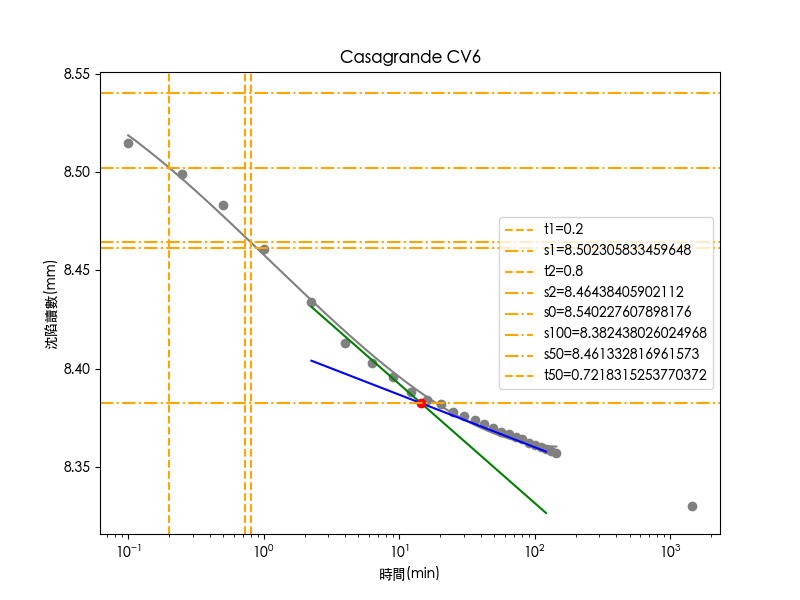 Casagrande CV6
8.55
8.50
8.45
8.40
8.35
沈陷讀數(mm)
t1=0.2
s1=8.502305833459648
t2=0.8
s2=8.46438405902112
s0=8.540227607898176
s100=8.382438026024968
s50=8.461332816961573
t50=0.7218315253770372
10⁻¹ 10⁰ 10¹ 10² 10³
時間(min)